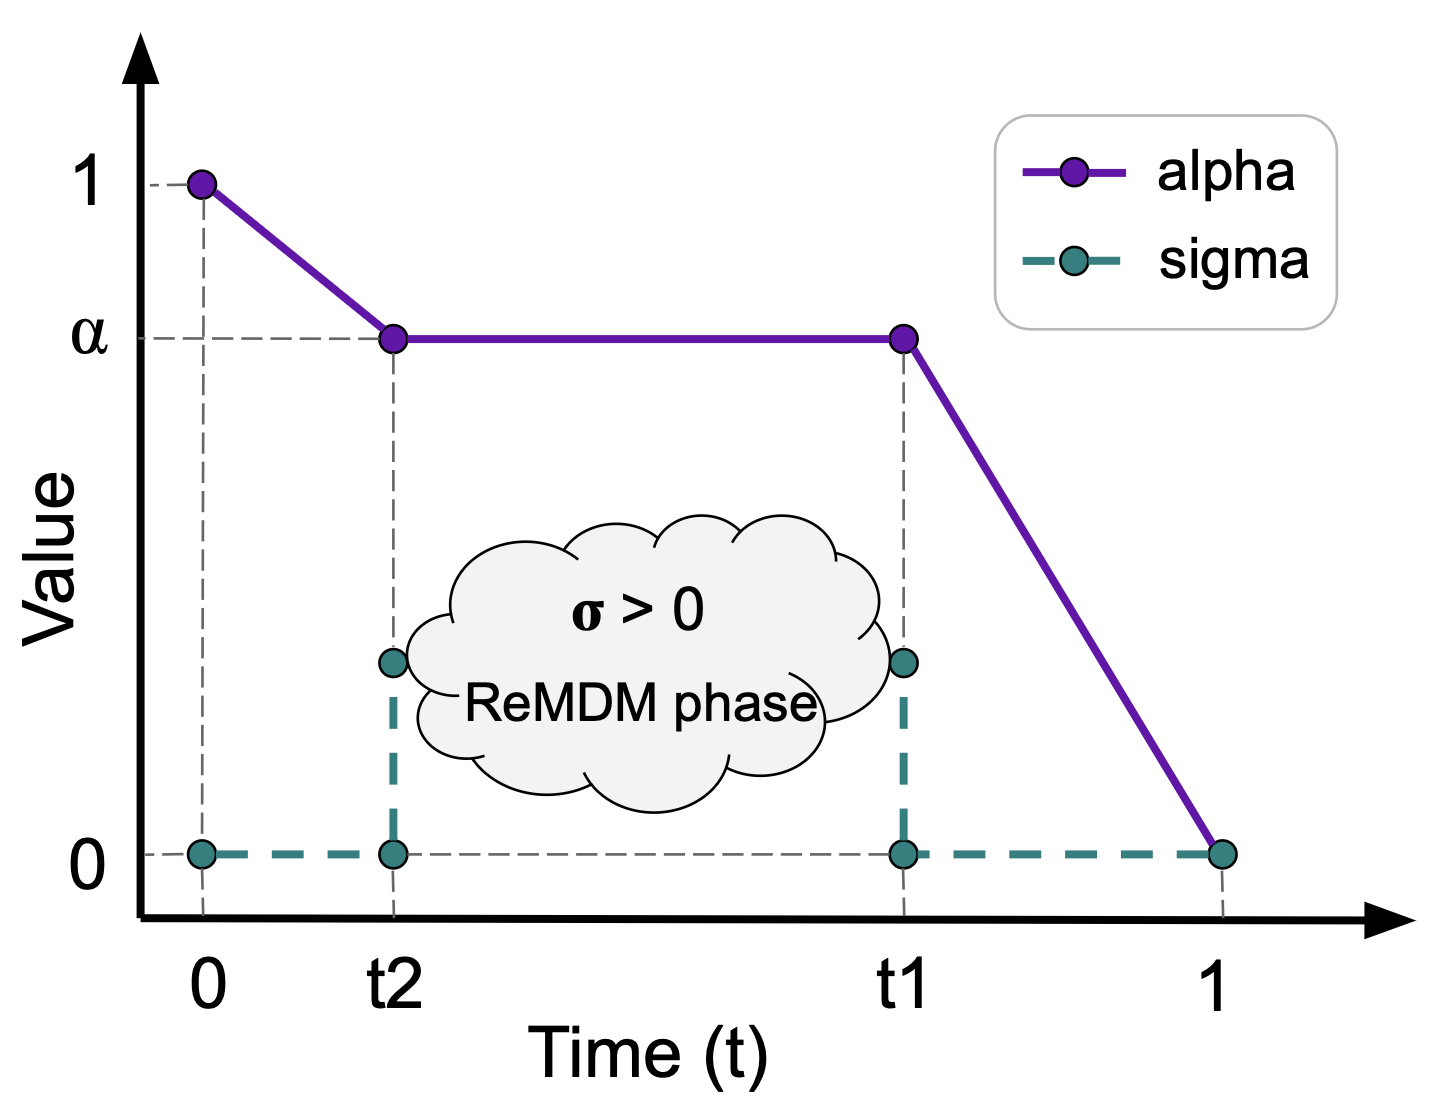 1
α
0
Value
alpha
sigma
σ > 0
ReMDM phase
0
t2
t1
1
Time (t)